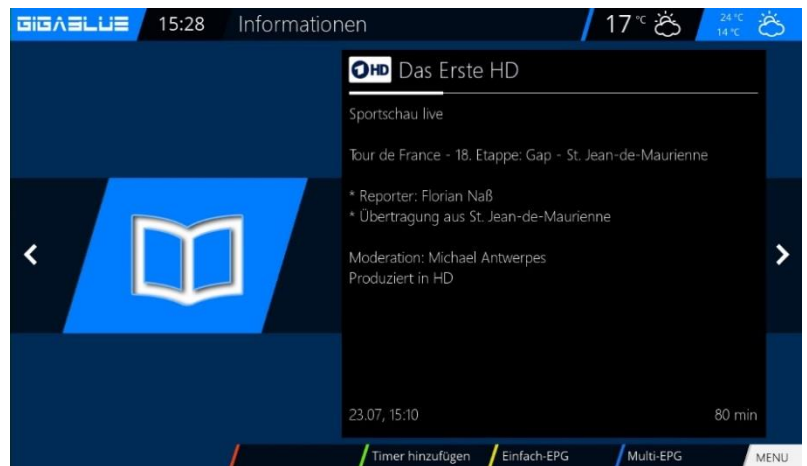 GIGABLUE 15:28 Informationen 17 °C 24 °C
14 °C
HD Das Erste HD
Sportschau live
Tour de France - 18. Etappe: Gap - St. Jean-de-Maurienne
* Reporter: Florian Naß
* Übertragung aus St. Jean-de-Maurienne
Moderation: Michael Antwerpes
Produziert in HD
23.07, 15:10 80 min
Timer hinzufügen Einfach-EPG Multi-EPG MENU